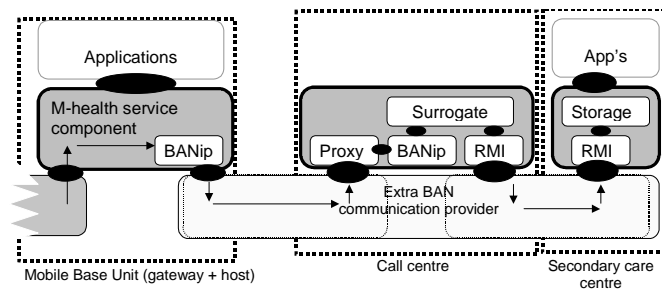 Applications
App's
M-health service
component
BANip
Surrogate
Proxy
BANip
RMI
Storage
RMI
Extra BAN
communication provider
Mobile Base Unit (gateway + host)
Call centre
Secondary care
centre